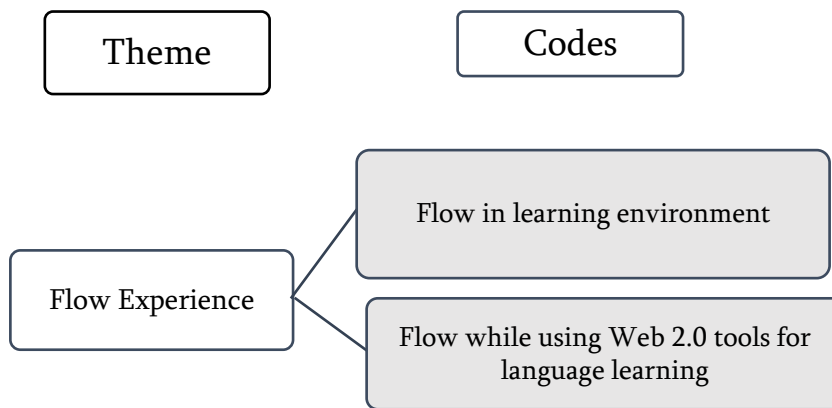 Theme
Codes
Flow in learning environment
Flow Experience
Flow while using Web 2.0 tools for
language learning